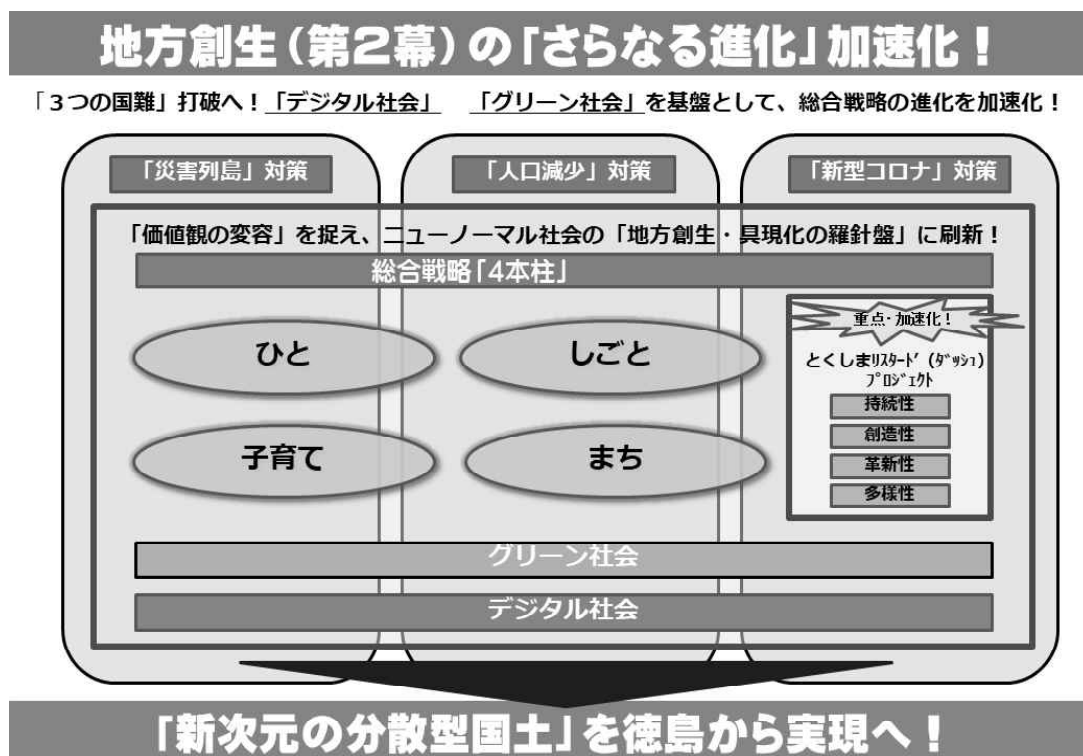 地方創生(第2幕)の「さらなる進化」加速化!
「3つの国難」打破へ!「デジタル社会」 「グリーン社会」を基盤として、総合戦略の進化を加速化!
「災害列島」対策
「人口減少」対策
「新型コロナ」対策
「価値観の変容」を捉え、ニューノーマル社会の「地方創生・具現化の羅針盤」に刷新!
総合戦略「4本柱」
ひと
しごと
子育て
まち
重点・加速化!
とくしまﾘｽﾀｰﾄﾞ(ﾀﾞｯｼｭ)
ﾌﾟﾛｼﾞｪｸﾄ
持続性
創造性
革新性
多様性
グリーン社会
デジタル社会
「新次元の分散型国土」を徳島から実現へ!